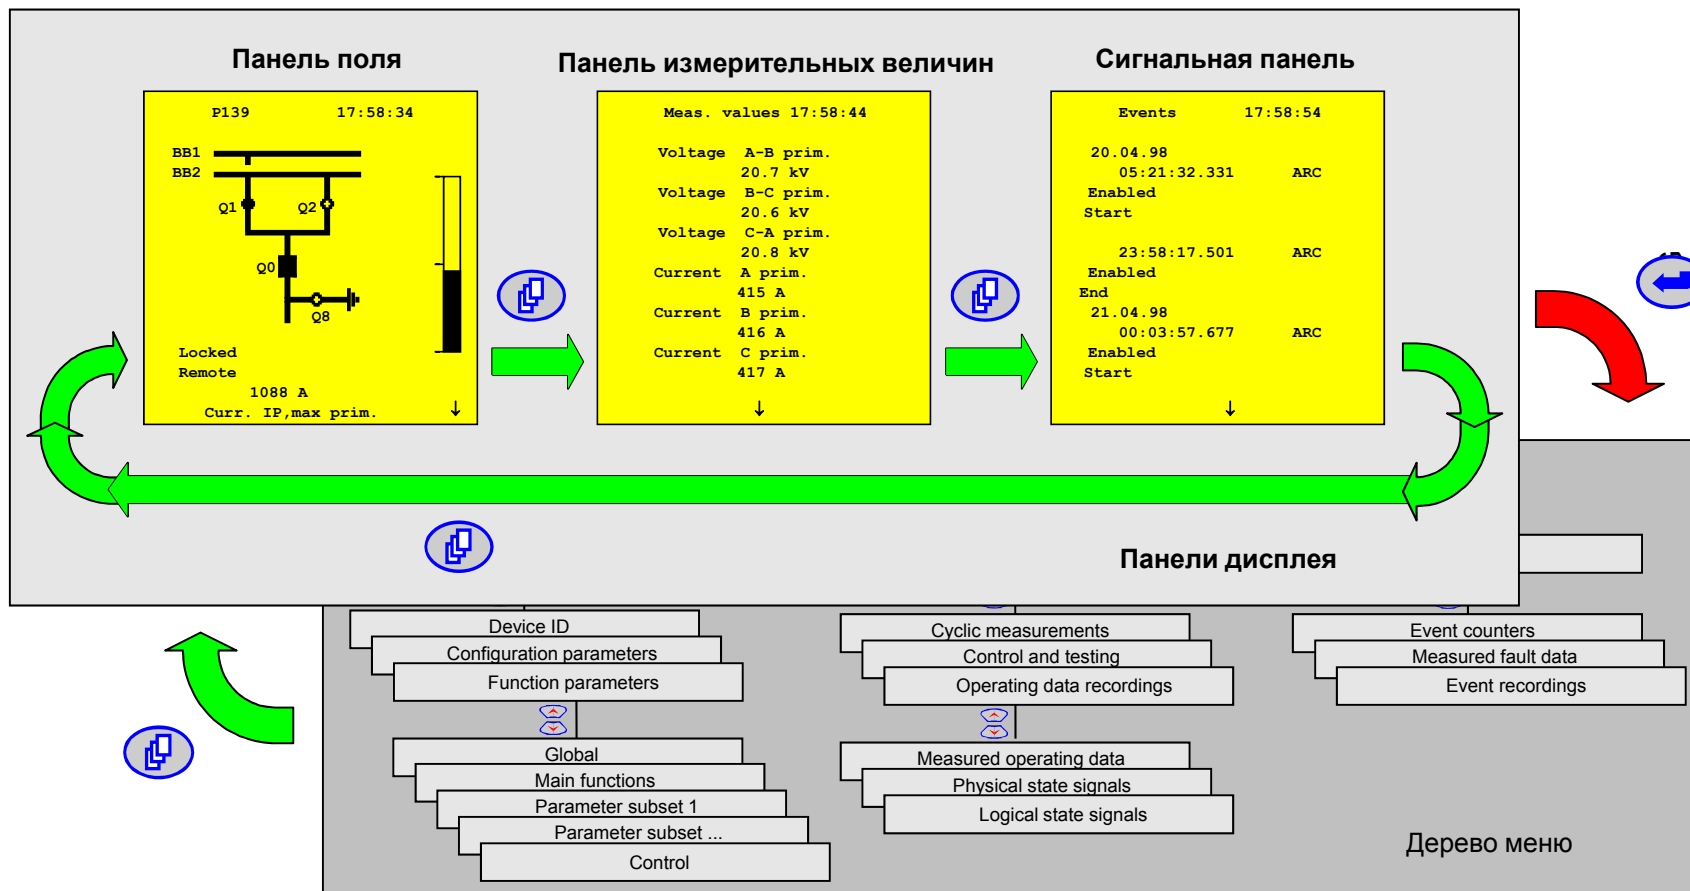 Панель поля
P139 17:58:34
BB1
BB2
Q1 Q2
Q0
Q8
Locked
Remote
1088 A
Curr. IP,max prim. ↓
Панель измерительных величин
Meas. values 17:58:44
Voltage A-B prim.
20.7 kV
Voltage B-C prim.
20.6 kV
Voltage C-A prim.
20.8 kV
Current A prim.
415 A
Current B prim.
416 A
Current C prim.
417 A
↓
Сигнальная панель
Events 17:58:54
20.04.98
05:21:32.331 ARC
Enabled
Start
23:58:17.501 ARC
Enabled
End
21.04.98
00:03:57.677 ARC
Enabled
Start
↓
Панели дисплея
Device ID
Configuration parameters
Function parameters
Global
Main functions
Parameter subset 1
Parameter subset ...
Control
Cyclic measurements
Control and testing
Operating data recordings
Measured operating data
Physical state signals
Logical state signals
Event counters
Measured fault data
Event recordings
Дерево меню